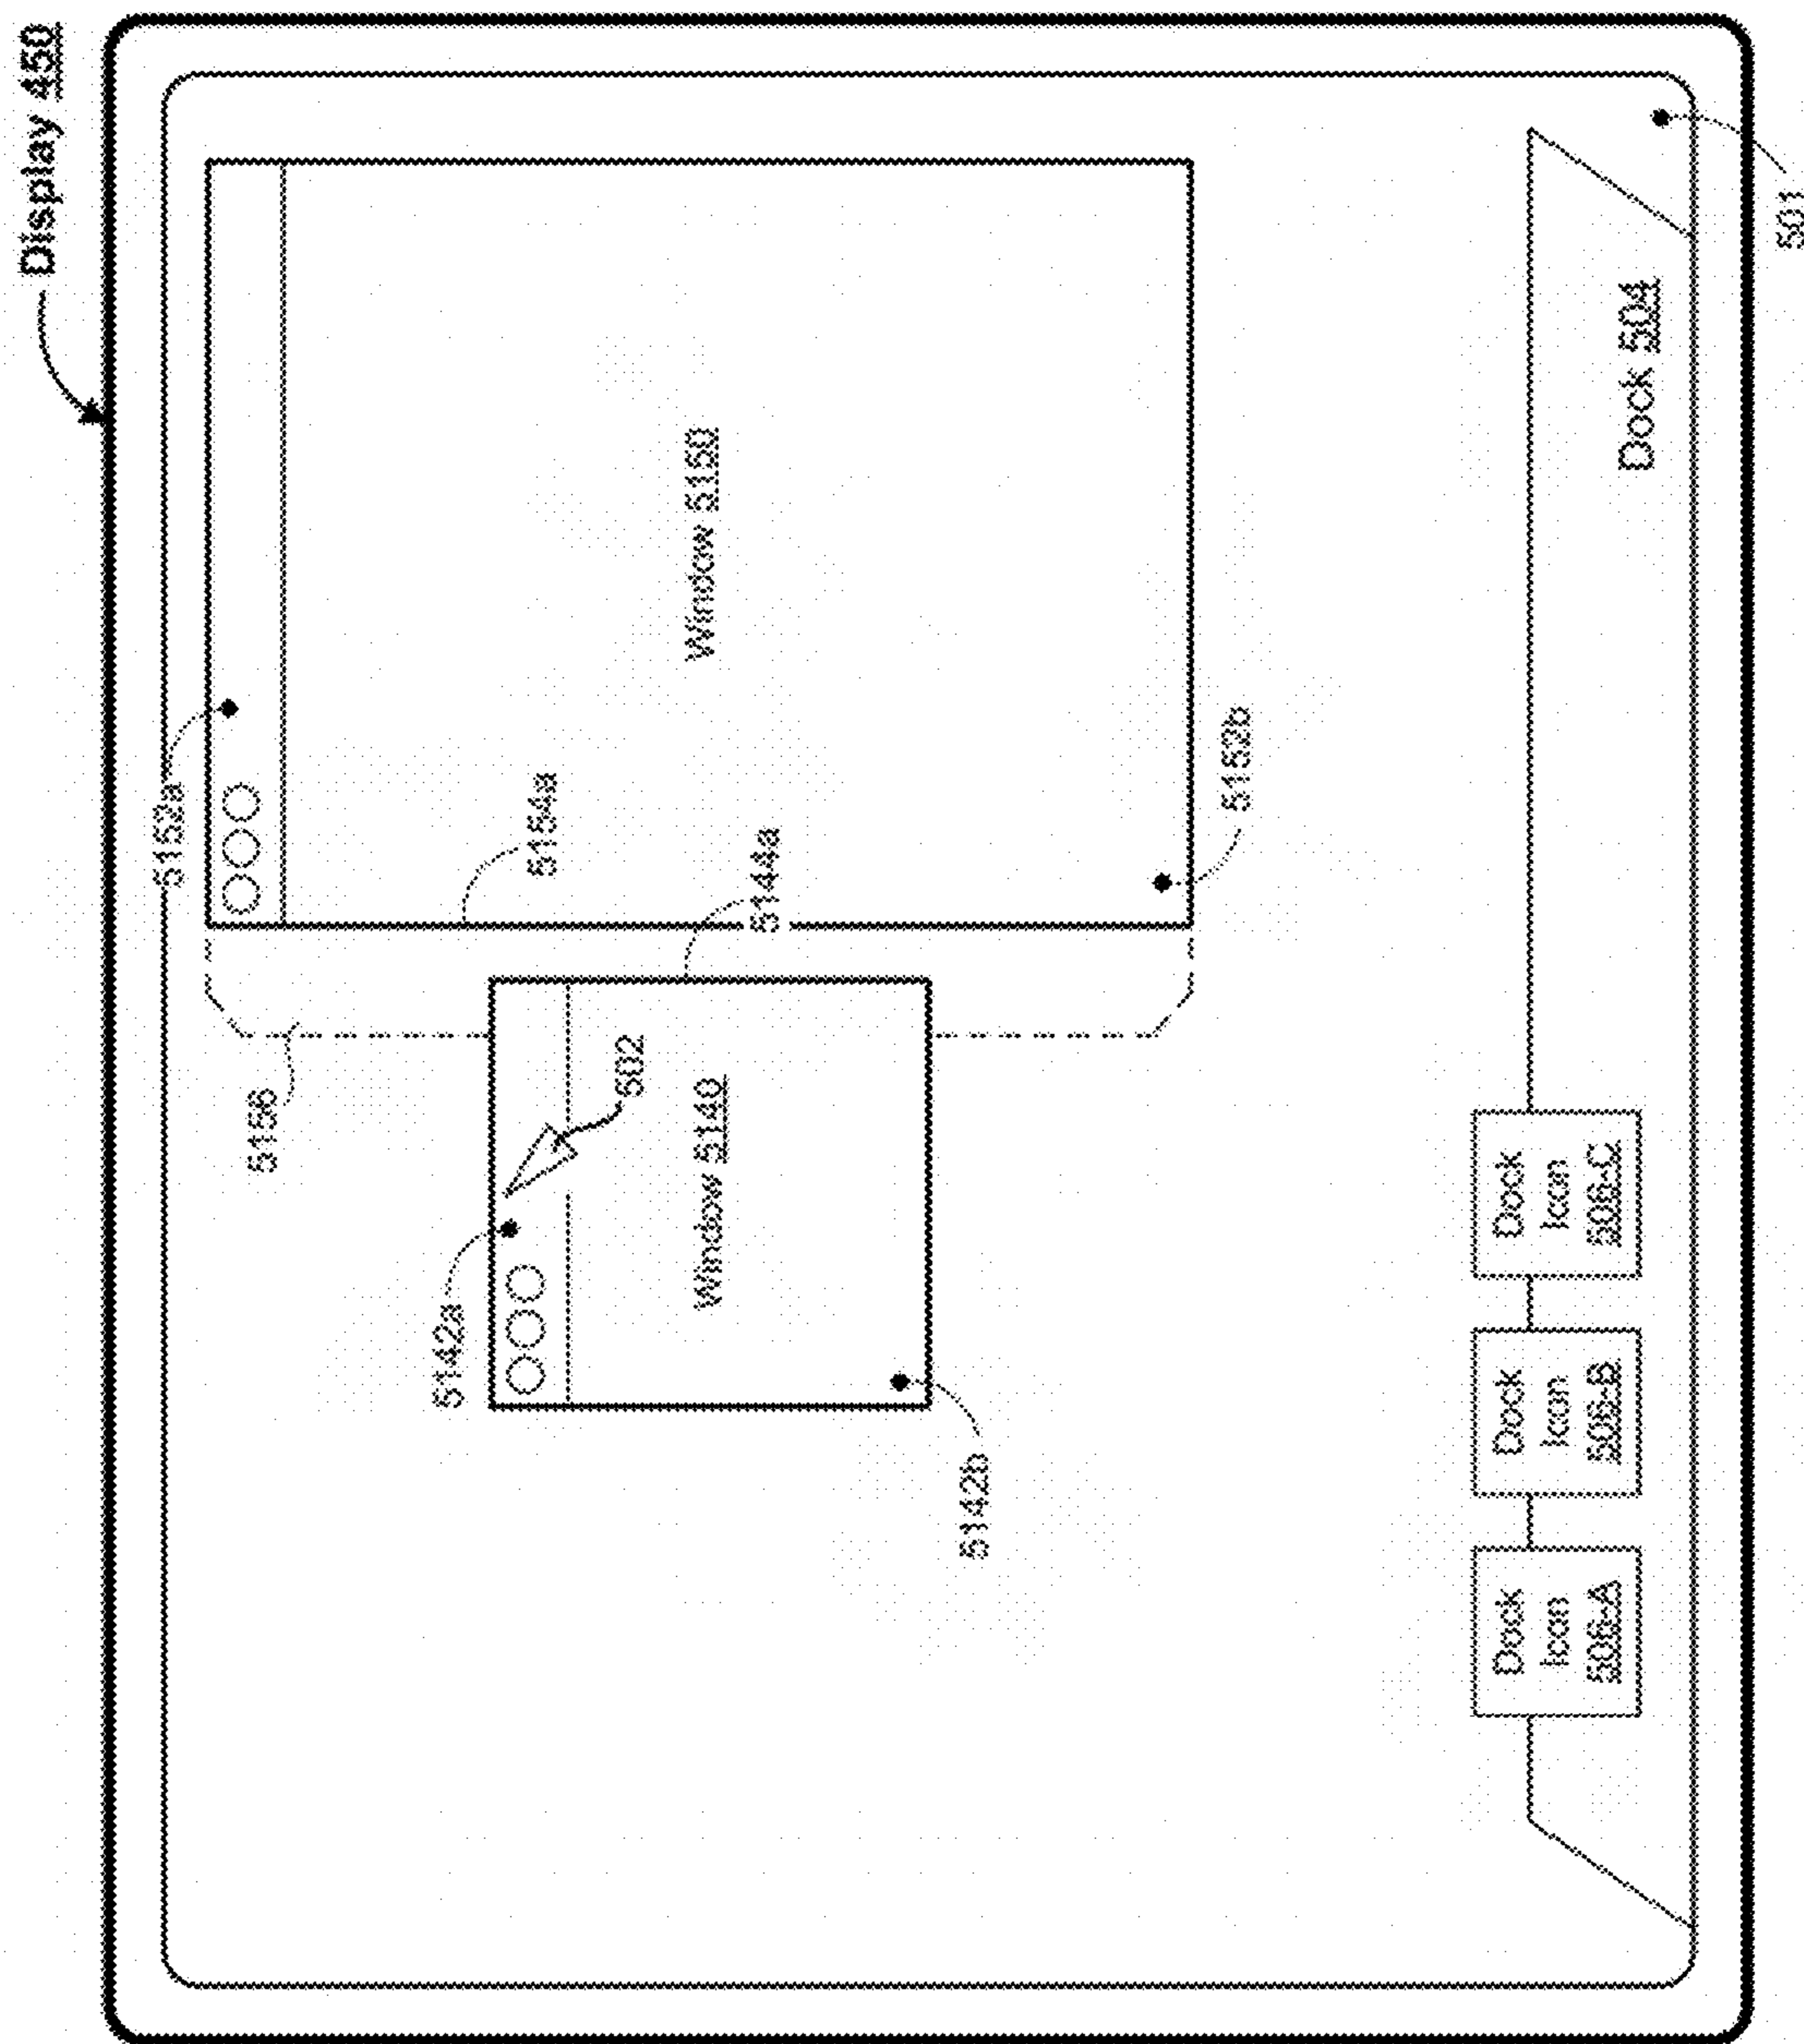 Display 450
5152a
Window 5150
5154a
5144a
5152b
5156
5142a
502
Window 5140
5142b
Dock
Icon
506-A
Dock
Icon
506-B
Dock
Icon
506-C
Dock 504
501